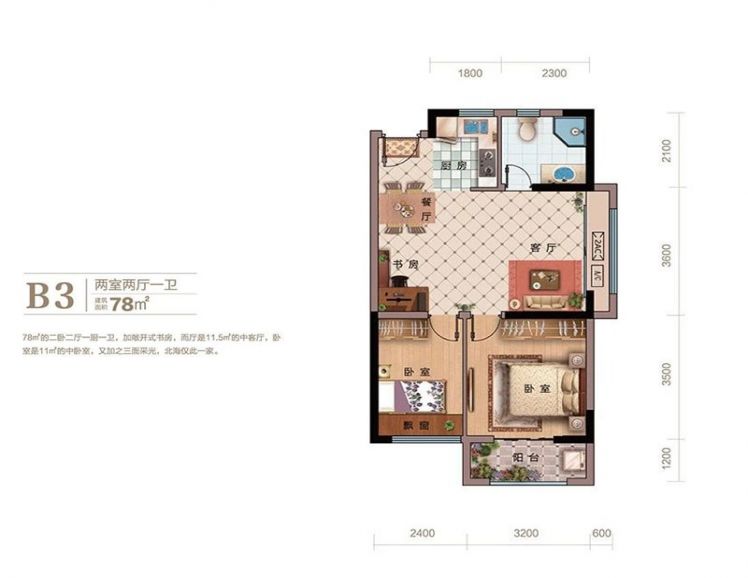 1800 2300
2100
厨房
餐厅
客厅
2AC
A/C
3600
书房
B3
两室两厅一卫
建筑面积 78㎡
78㎡的二卧二厅一厨一卫，加敞开式书房，而厅是11.5㎡的中客厅，卧
室是11㎡的中卧室，又加之三面采光，北海仅此一家。
卧室
卧室
3500
飘窗
阳台
1200
2400 3200 600